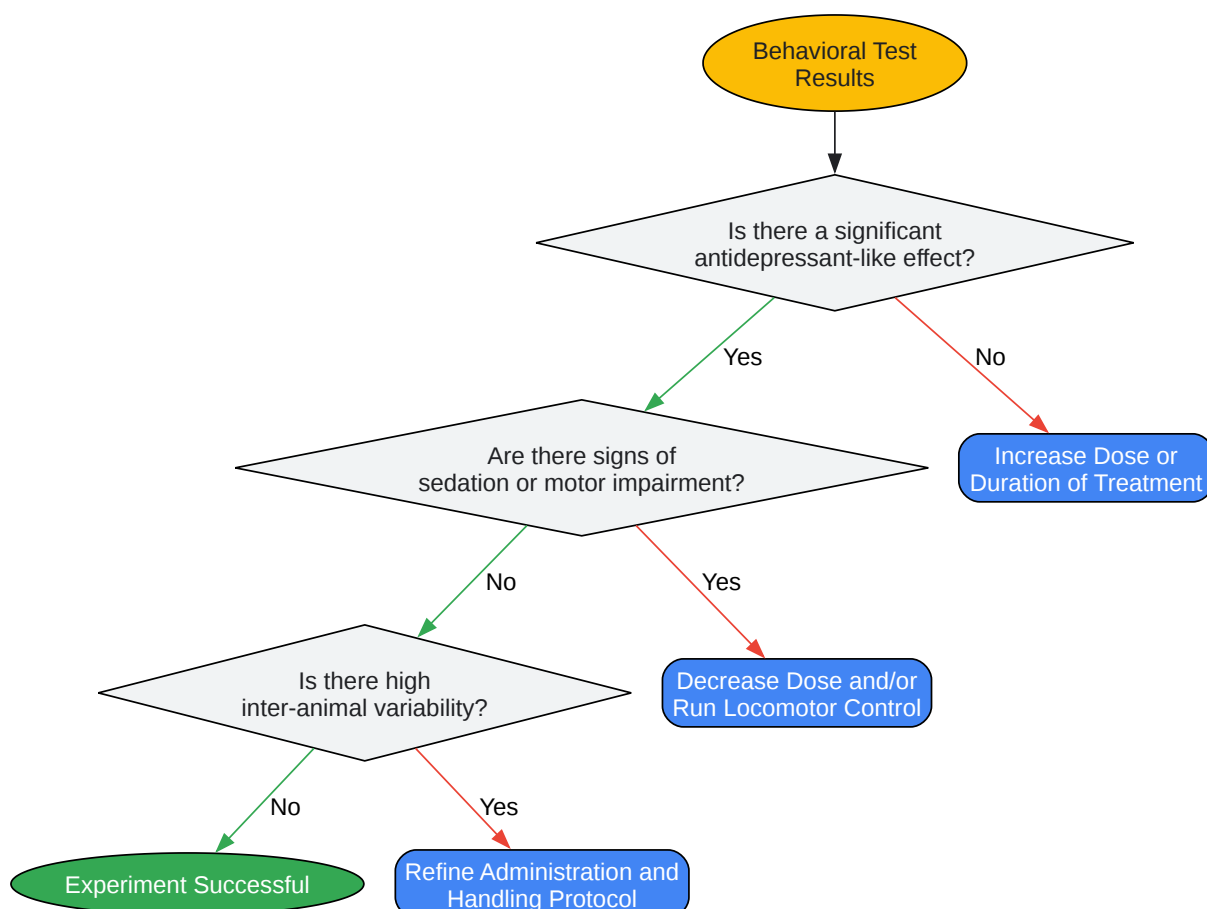 Behavioral Test
Results
Is there a significant
antidepressant-like effect?
Yes
No
Are there signs of
sedation or motor impairment?
Increase Dose or
Duration of Treatment
No
Yes
Is there high
inter-animal variability?
Decrease Dose and/or
Run Locomotor Control
No
Yes
Experiment Successful
Refine Administration and
Handling Protocol